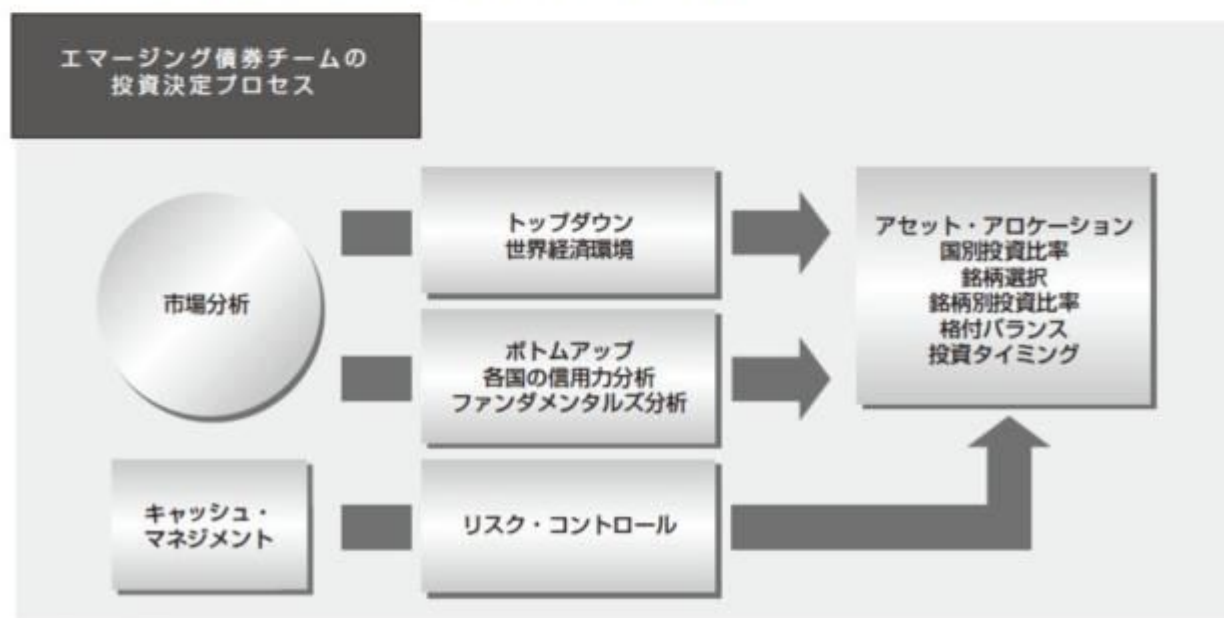 エマージング債券チームの
投資決定プロセス
市場分析
トップダウン
世界経済環境
ボトムアップ
各国の信用力分析
ファンダメンタルズ分析
アセット・アロケーション
国別投資比率
銘柄選択
銘柄別投資比率
格付バランス
投資タイミング
キャッシュ・
マネジメント
リスク・コントロール